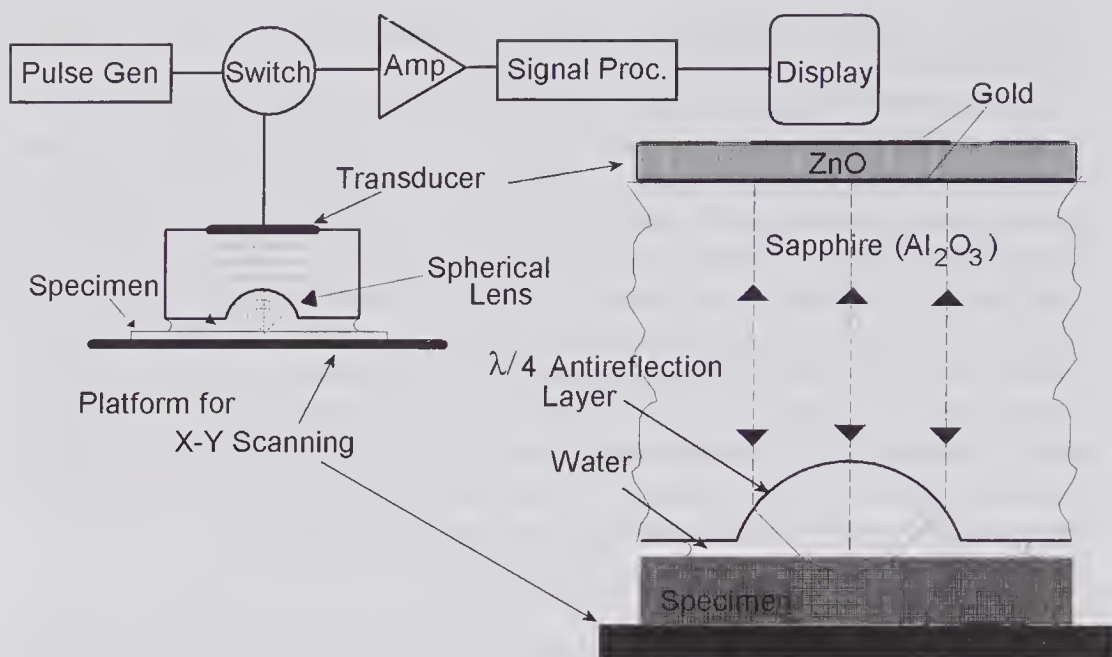 Pulse Gen
Switch
Amp
Signal Proc.
Display
Gold
ZnO
Transducer
Sapphire (Al₂O₃)
Spherical
Lens
Specimen
λ/4 Antireflection
Layer
Platform for
X-Y Scanning
Water
Specimen